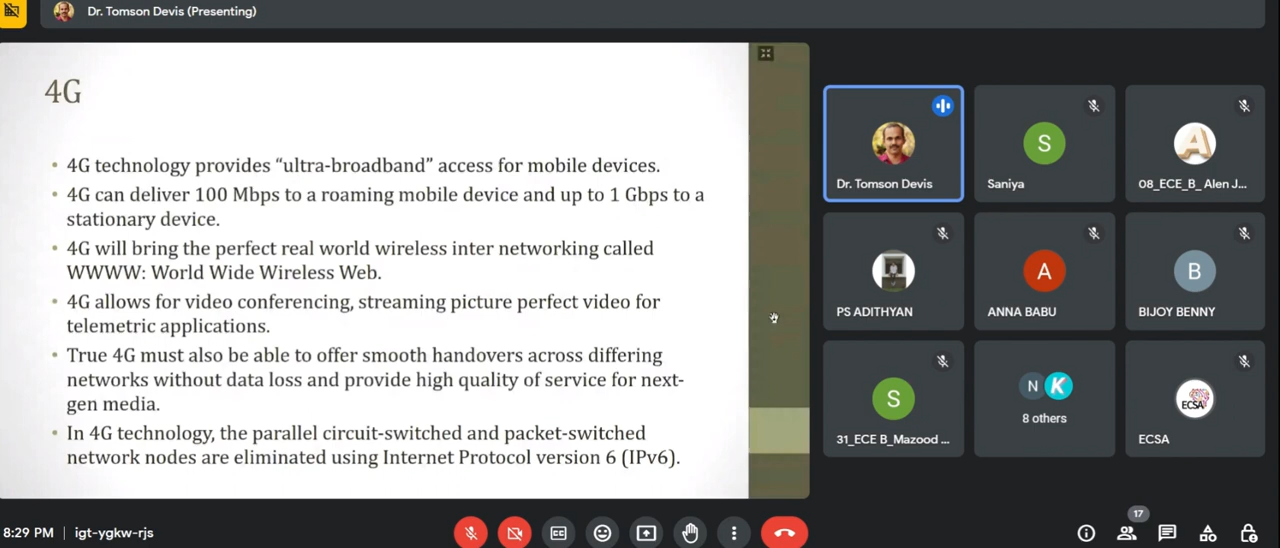 Dr. Tomson Devis (Presenting)
4G
• 4G technology provides “ultra-broadband” access for mobile devices.
• 4G can deliver 100 Mbps to a roaming mobile device and up to 1 Gbps to a
stationary device.
• 4G will bring the perfect real world wireless inter networking called
WWWW: World Wide Wireless Web.
• 4G allows for video conferencing, streaming picture perfect video for
telemetric applications.
• True 4G must also be able to offer smooth handovers across differing
networks without data loss and provide high quality of service for next-
gen media.
• In 4G technology, the parallel circuit-switched and packet-switched
network nodes are eliminated using Internet Protocol version 6 (IPv6).
Dr. Tomson Devis
S
Saniya
A
08_ECE_B_ Alen J...
PS ADITHYAN
A
ANNA BABU
B
BIJOY BENNY
S
31_ECE B_Mazood ...
N K
8 others
ECSA
ECSA
8:29 PM | igt-ygkw-rjs
CC
17